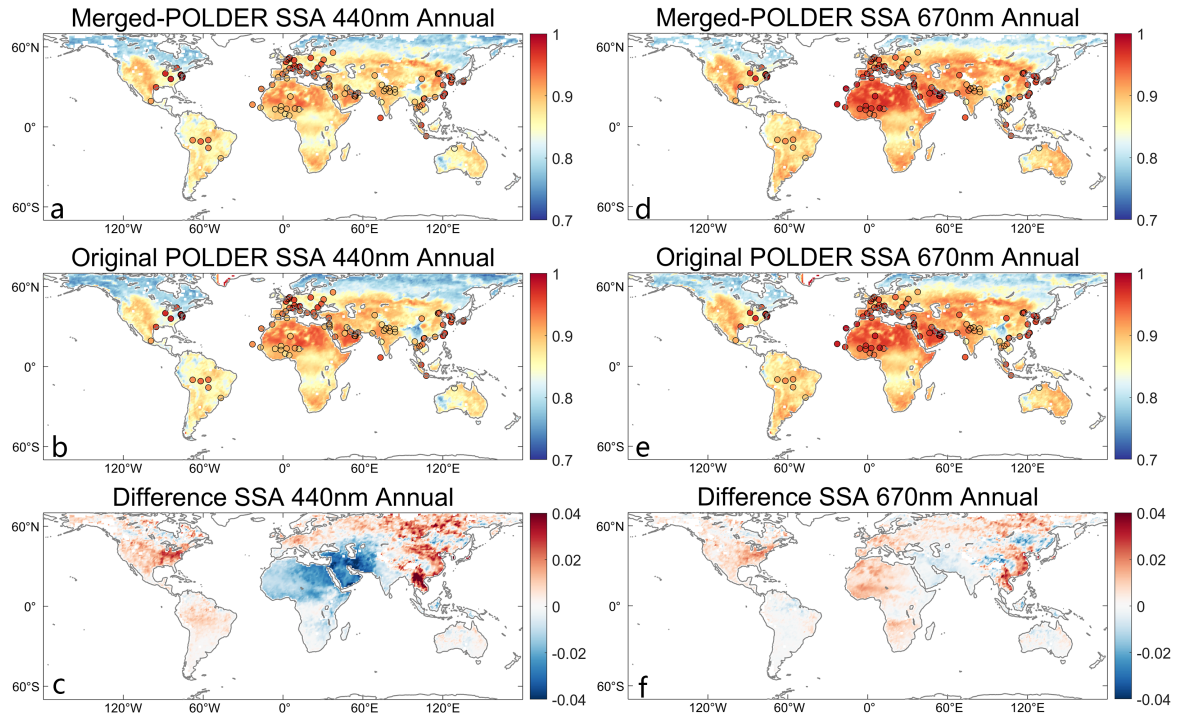 Merged-POLDER SSA 440nm Annual
60°N
0°
60°S
a
120°W 60°W 0° 60°E 120°E
1
0.9
0.8
0.7
Merged-POLDER SSA 670nm Annual
60°N
0°
60°S
d
120°W 60°W 0° 60°E 120°E
1
0.9
0.8
0.7
Original POLDER SSA 440nm Annual
60°N
0°
60°S
b
120°W 60°W 0° 60°E 120°E
1
0.9
0.8
0.7
Original POLDER SSA 670nm Annual
60°N
0°
60°S
e
120°W 60°W 0° 60°E 120°E
1
0.9
0.8
0.7
Difference SSA 440nm Annual
60°N
0°
60°S
c
120°W 60°W 0° 60°E 120°E
0.04
0.02
0
-0.02
-0.04
Difference SSA 670nm Annual
60°N
0°
60°S
f
120°W 60°W 0° 60°E 120°E
0.04
0.02
0
-0.02
-0.04